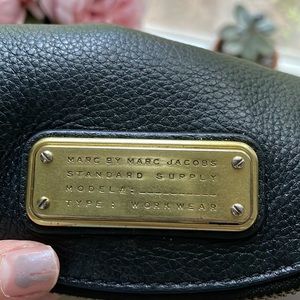 MARC BY MARC JACOBS
STANDARD SUPPLY
MODEL#:
TYPE: WORKWEAR